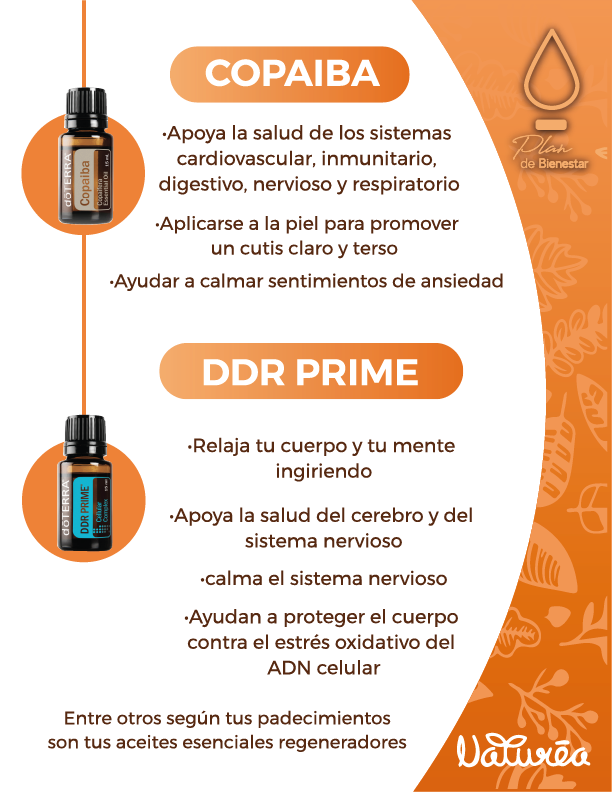 COPAIBA
Plan
de Bienestar
dōTERRA
Copaiba
Copaifera
Essential Oil
15 mL
•Apoya la salud de los sistemas
cardiovascular, inmunitario,
digestivo, nervioso y respiratorio
•Aplicarse a la piel para promover
un cutis claro y terso
•Ayudar a calmar sentimientos de ansiedad
DDR PRIME
dōTERRA
DDR PRIME
Cellular
Complex
15 mL
•Relaja tu cuerpo y tu mente
ingiriendo
•Apoya la salud del cerebro y del
sistema nervioso
•calma el sistema nervioso
•Ayudan a proteger el cuerpo
contra el estrés oxidativo del
ADN celular
Entre otros según tus padecimientos
son tus aceites esenciales regeneradores
Naturēa